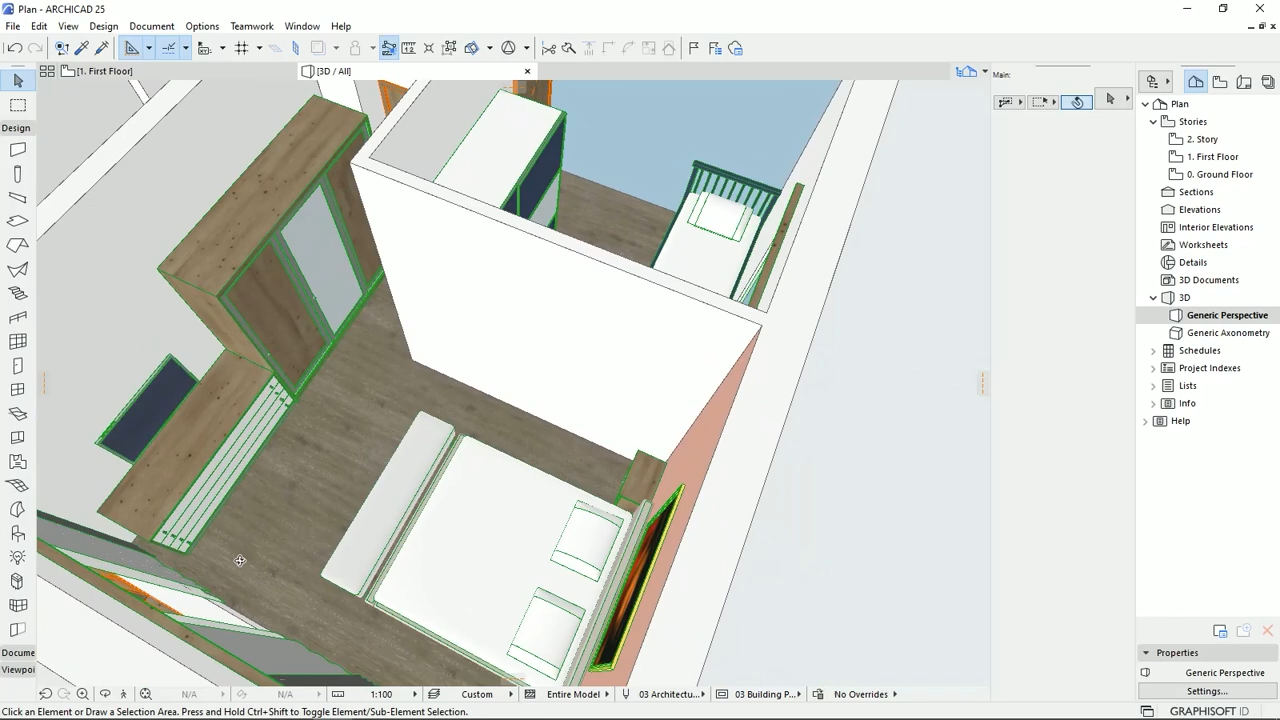 Plan - ARCHICAD 25
File Edit View Design Document Options Teamwork Window Help
[1. First Floor]
[3D / All]
Main:
Design
Docume
Viewpoi
Plan
Stories
2. Story
1. First Floor
0. Ground Floor
Sections
Elevations
Interior Elevations
Worksheets
Details
3D Documents
3D
Generic Perspective
Generic Axonometry
Schedules
Project Indexes
Lists
Info
Help
Properties
Generic Perspective
Settings...
N/A
N/A
1:100
Custom
Entire Model
03 Architectu...
03 Building P...
No Overrides
Click an Element or Draw a Selection Area. Press and Hold Ctrl+Shift to Toggle Element/Sub-Element Selection.
GRAPHISOFT ID